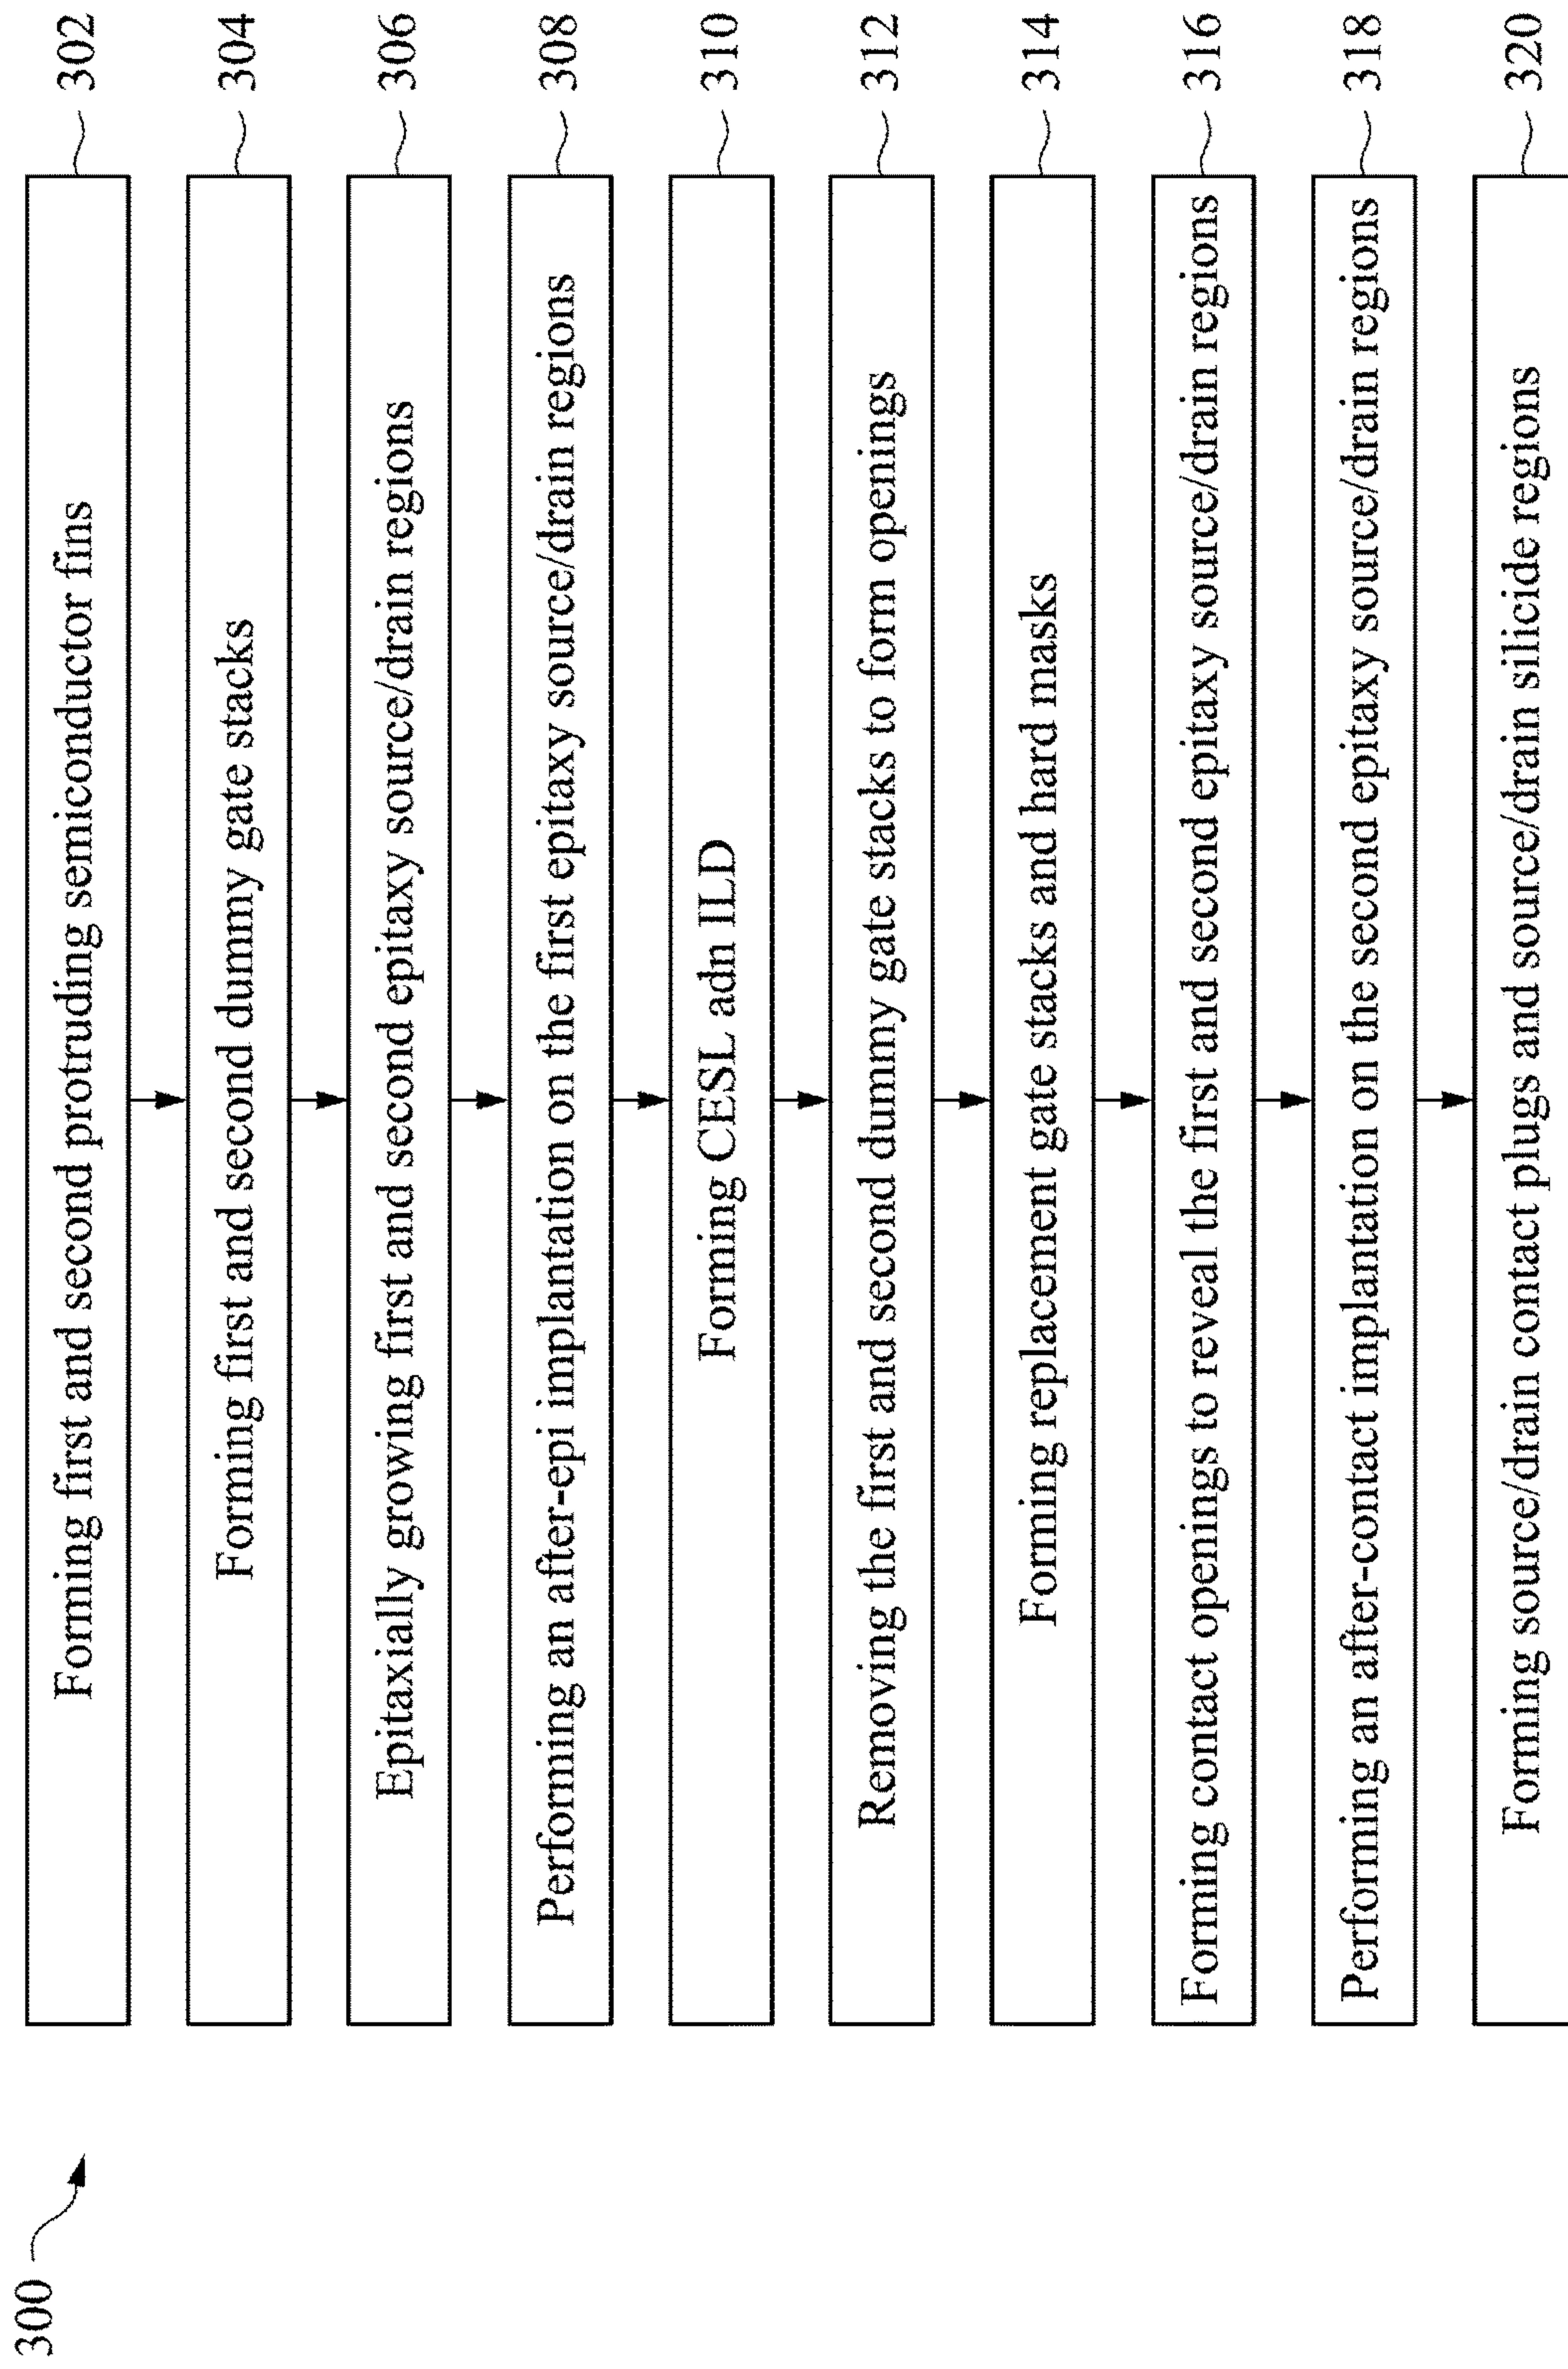 300
Forming first and second protruding semiconductor fins
302
Forming first and second dummy gate stacks
304
Epitaxially growing first and second epitaxy source/drain regions
306
Performing an after-epi implantation on the first epitaxy source/drain regions
308
Forming CESL adn ILD
310
Removing the first and second dummy gate stacks to form openings
312
Forming replacement gate stacks and hard masks
314
Forming contact openings to reveal the first and second epitaxy source/drain regions
316
Performing an after-contact implantation on the second epitaxy source/drain regions
318
Forming source/drain contact plugs and source/drain silicide regions
320